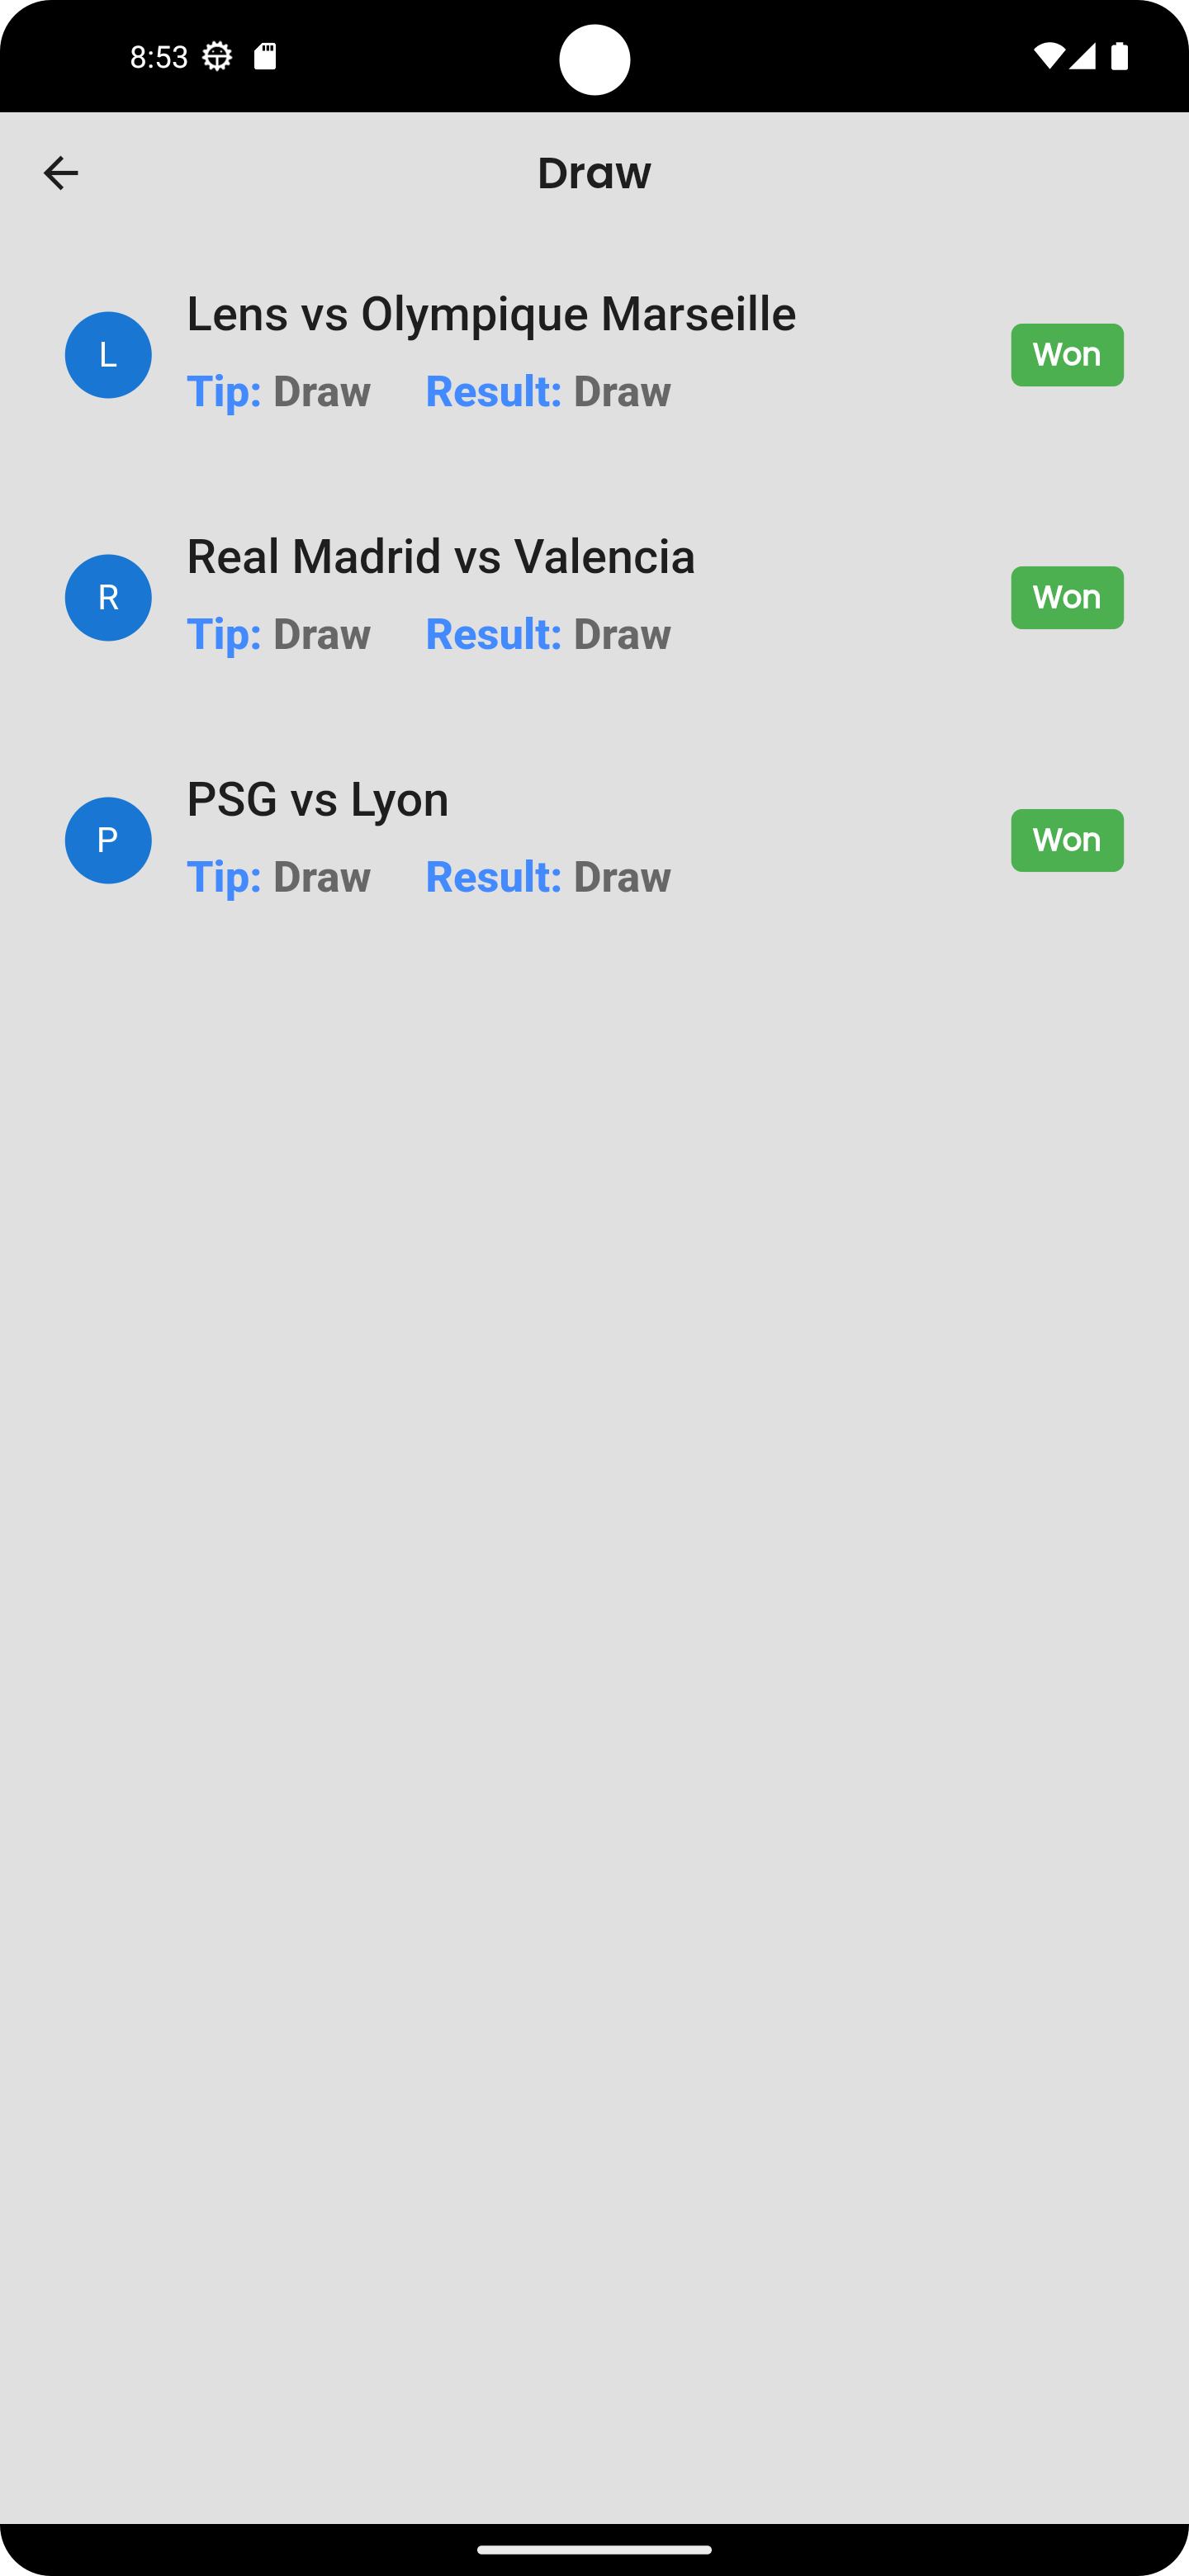 8:53
Draw
L
Lens vs Olympique Marseille
Tip: Draw Result: Draw
Won
R
Real Madrid vs Valencia
Tip: Draw Result: Draw
Won
P
PSG vs Lyon
Tip: Draw Result: Draw
Won